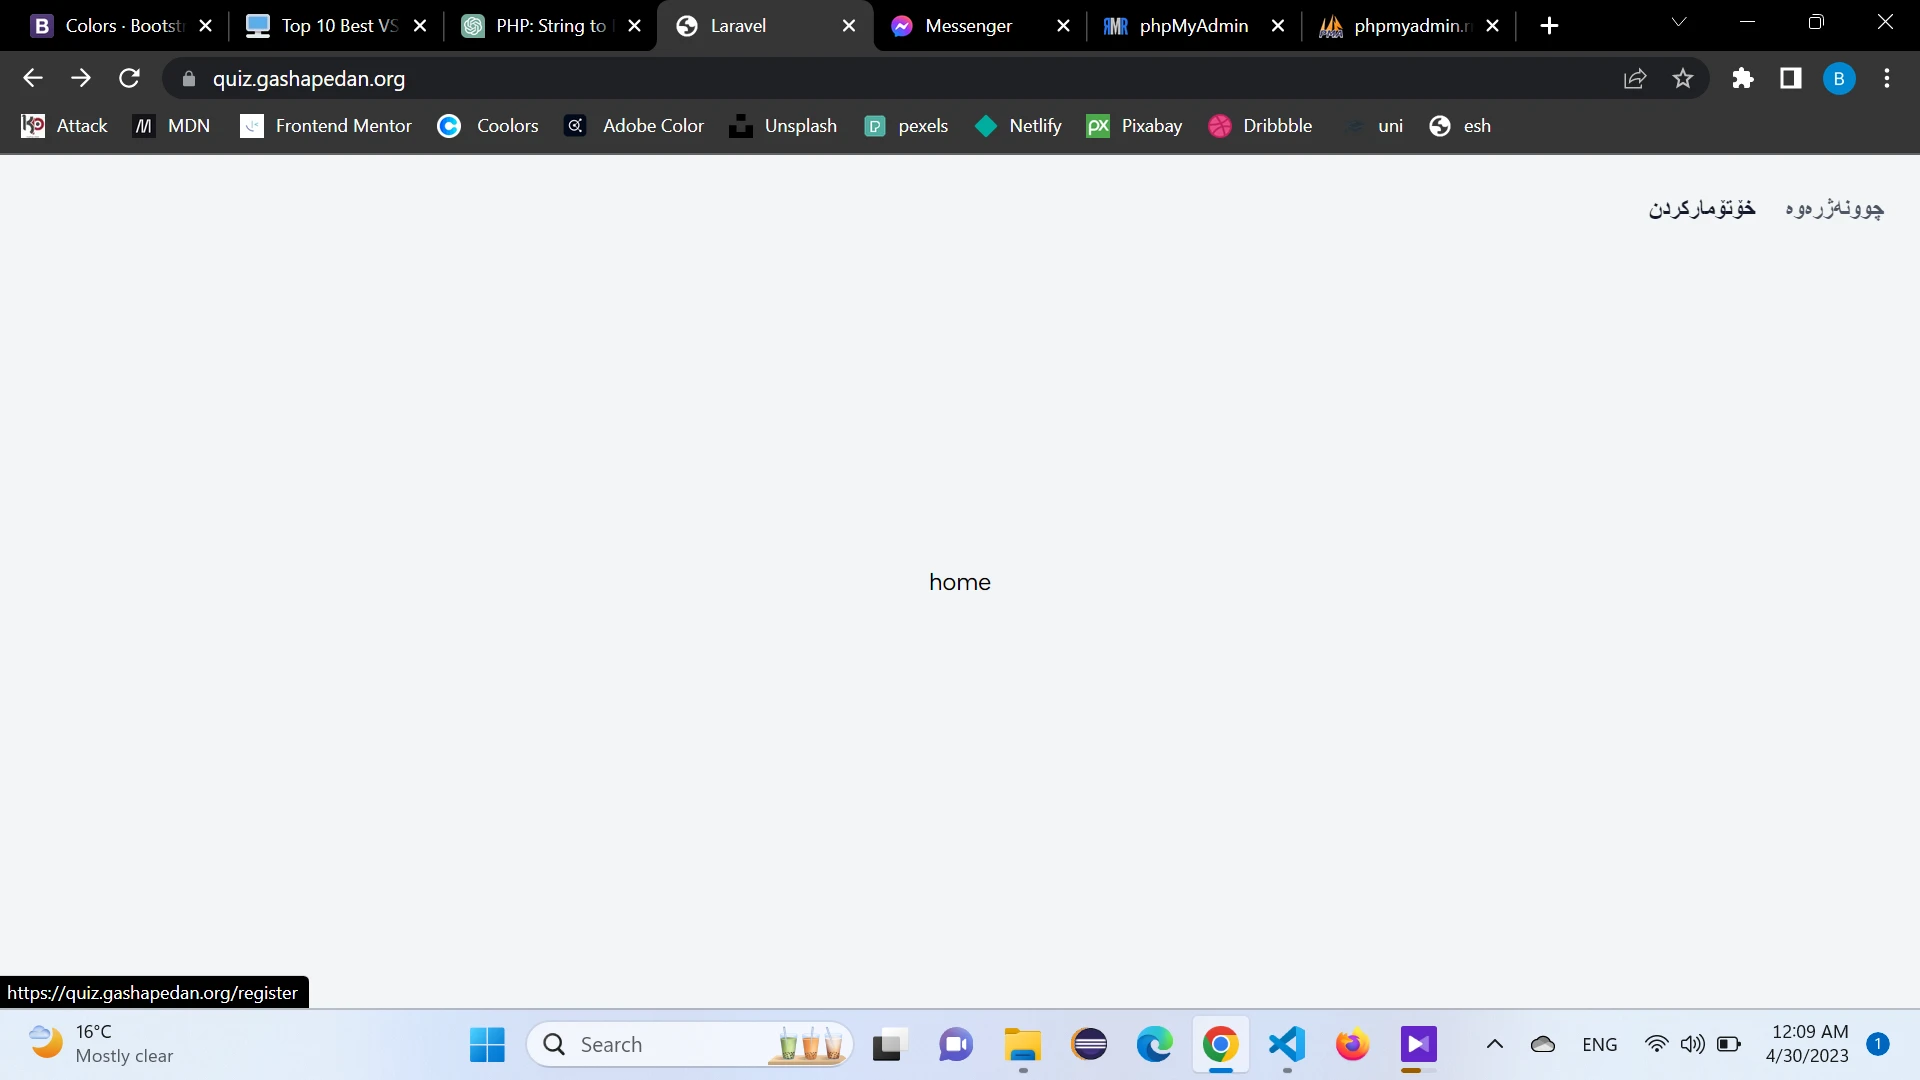 Colors · Bootst
Top 10 Best VS
PHP: String to
Laravel
Messenger
phpMyAdmin
phpmyadmin.r
quiz.gashapedan.org
B
Attack
MDN
Frontend Mentor
Coolors
Adobe Color
Unsplash
pexels
Netlify
Pixabay
Dribbble
uni
esh
چوونەژرەوە
خۆتۆمارکردن
home
https://quiz.gashapedan.org/register
16°C
Mostly clear
Search
ENG
12:09 AM
4/30/2023
1